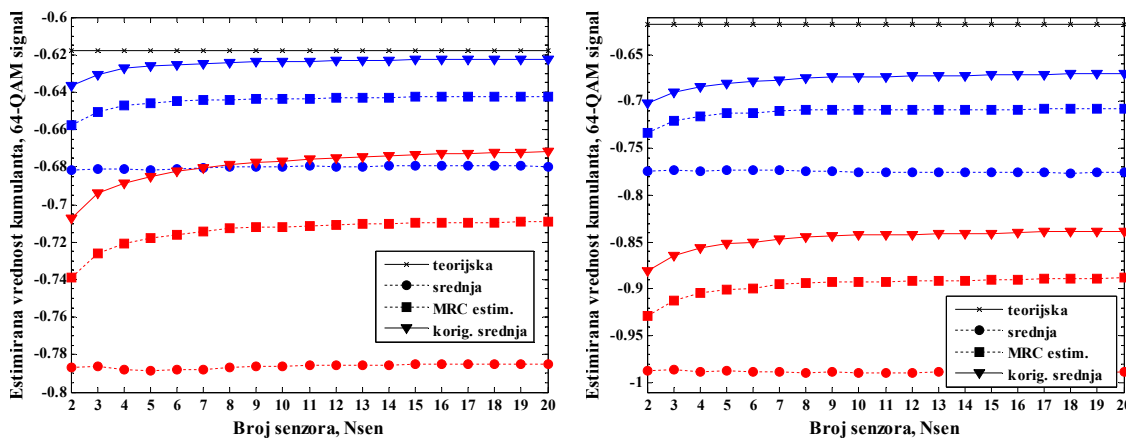 Estimirana vrednost kumulanta, 64-QAM signal
-0.6
-0.62
-0.64
-0.66
-0.68
-0.7
-0.72
-0.74
-0.76
-0.78
-0.8
teorijska
srednja
MRC estim.
korig. srednja
2 3 4 5 6 7 8 9 10 11 12 13 14 15 16 17 18 19 20
Broj senzora, Nsen
Estimirana vrednost kumulanta, 64-QAM signal
-0.65
-0.7
-0.75
-0.8
-0.85
-0.9
-0.95
-1
teorijska
srednja
MRC estim.
korig. srednja
2 3 4 5 6 7 8 9 10 11 12 13 14 15 16 17 18 19 20
Broj senzora, Nsen